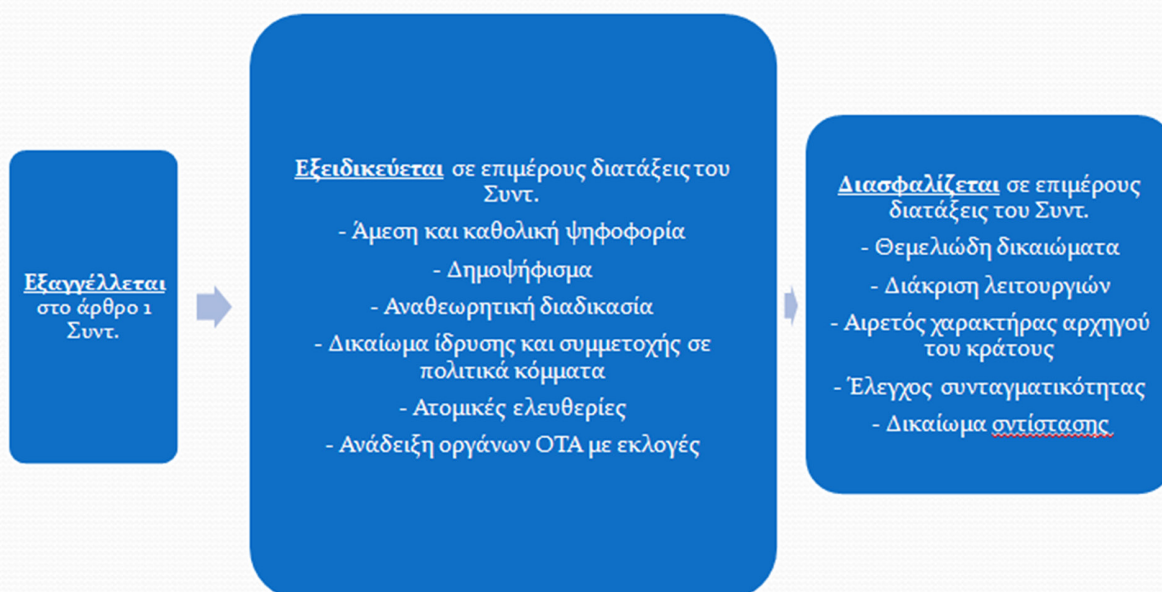 Εξαγγέλλεται
στο άρθρο 1
Συντ.
Εξειδικεύεται σε επιμέρους διατάξεις του
Συντ.
- Άμεση και καθολική ψηφοφορία
- Δημοψήφισμα
- Αναθεωρητική διαδικασία
- Δικαίωμα ίδρυσης και συμμετοχής σε
πολιτικά κόμματα
- Ατομικές ελευθερίες
- Ανάδειξη οργάνων ΟΤΑ με εκλογές
Διασφαλίζεται σε επιμέρους
διατάξεις του Συντ.
- Θεμελιώδη δικαιώματα
- Διάκριση λειτουργιών
- Αιρετός χαρακτήρας αρχηγού
του κράτους
- Έλεγχος συνταγματικότητας
- Δικαίωμα σντίστασης